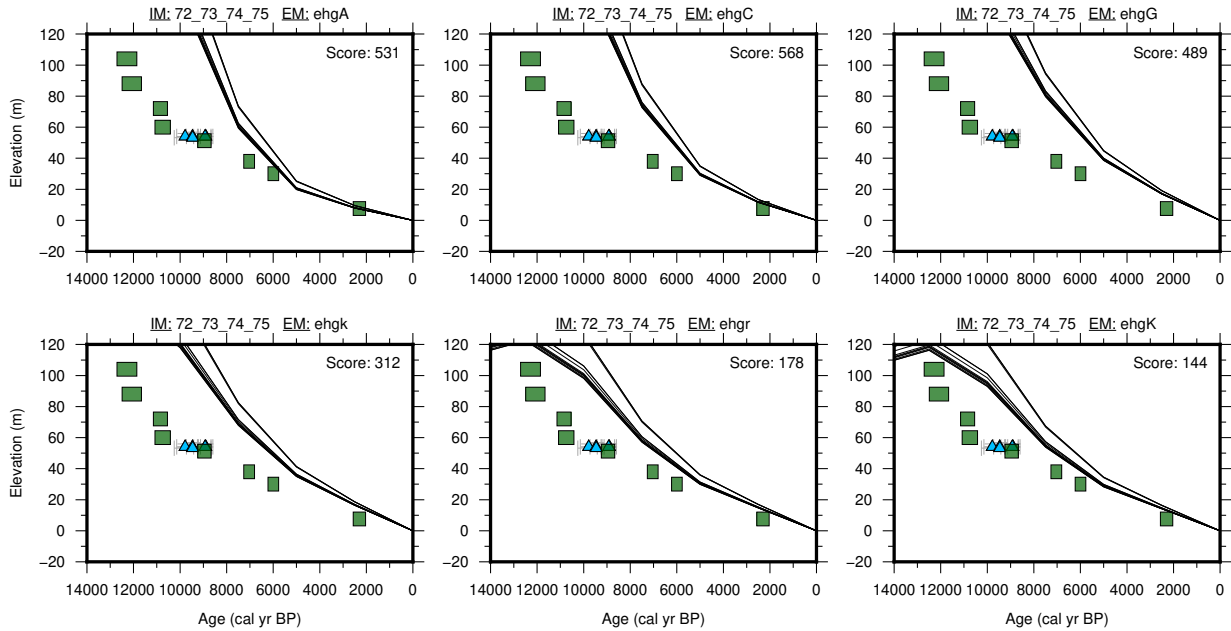 IM: 72_73_74_75 EM: ehgA
IM: 72_73_74_75 EM: ehgC
IM: 72_73_74_75 EM: ehgG
120 100 80 60 40 20 0 −20
Elevation (m)
Score: 531
14000 12000 10000 8000 6000 4000 2000 0
120 100 80 60 40 20 0 −20
Score: 568
14000 12000 10000 8000 6000 4000 2000 0
120 100 80 60 40 20 0 −20
Score: 489
14000 12000 10000 8000 6000 4000 2000 0
IM: 72_73_74_75 EM: ehgk
IM: 72_73_74_75 EM: ehgr
IM: 72_73_74_75 EM: ehgK
120 100 80 60 40 20 0 −20
Elevation (m)
Score: 312
14000 12000 10000 8000 6000 4000 2000 0
Age (cal yr BP)
120 100 80 60 40 20 0 −20
Score: 178
14000 12000 10000 8000 6000 4000 2000 0
Age (cal yr BP)
120 100 80 60 40 20 0 −20
Score: 144
14000 12000 10000 8000 6000 4000 2000 0
Age (cal yr BP)